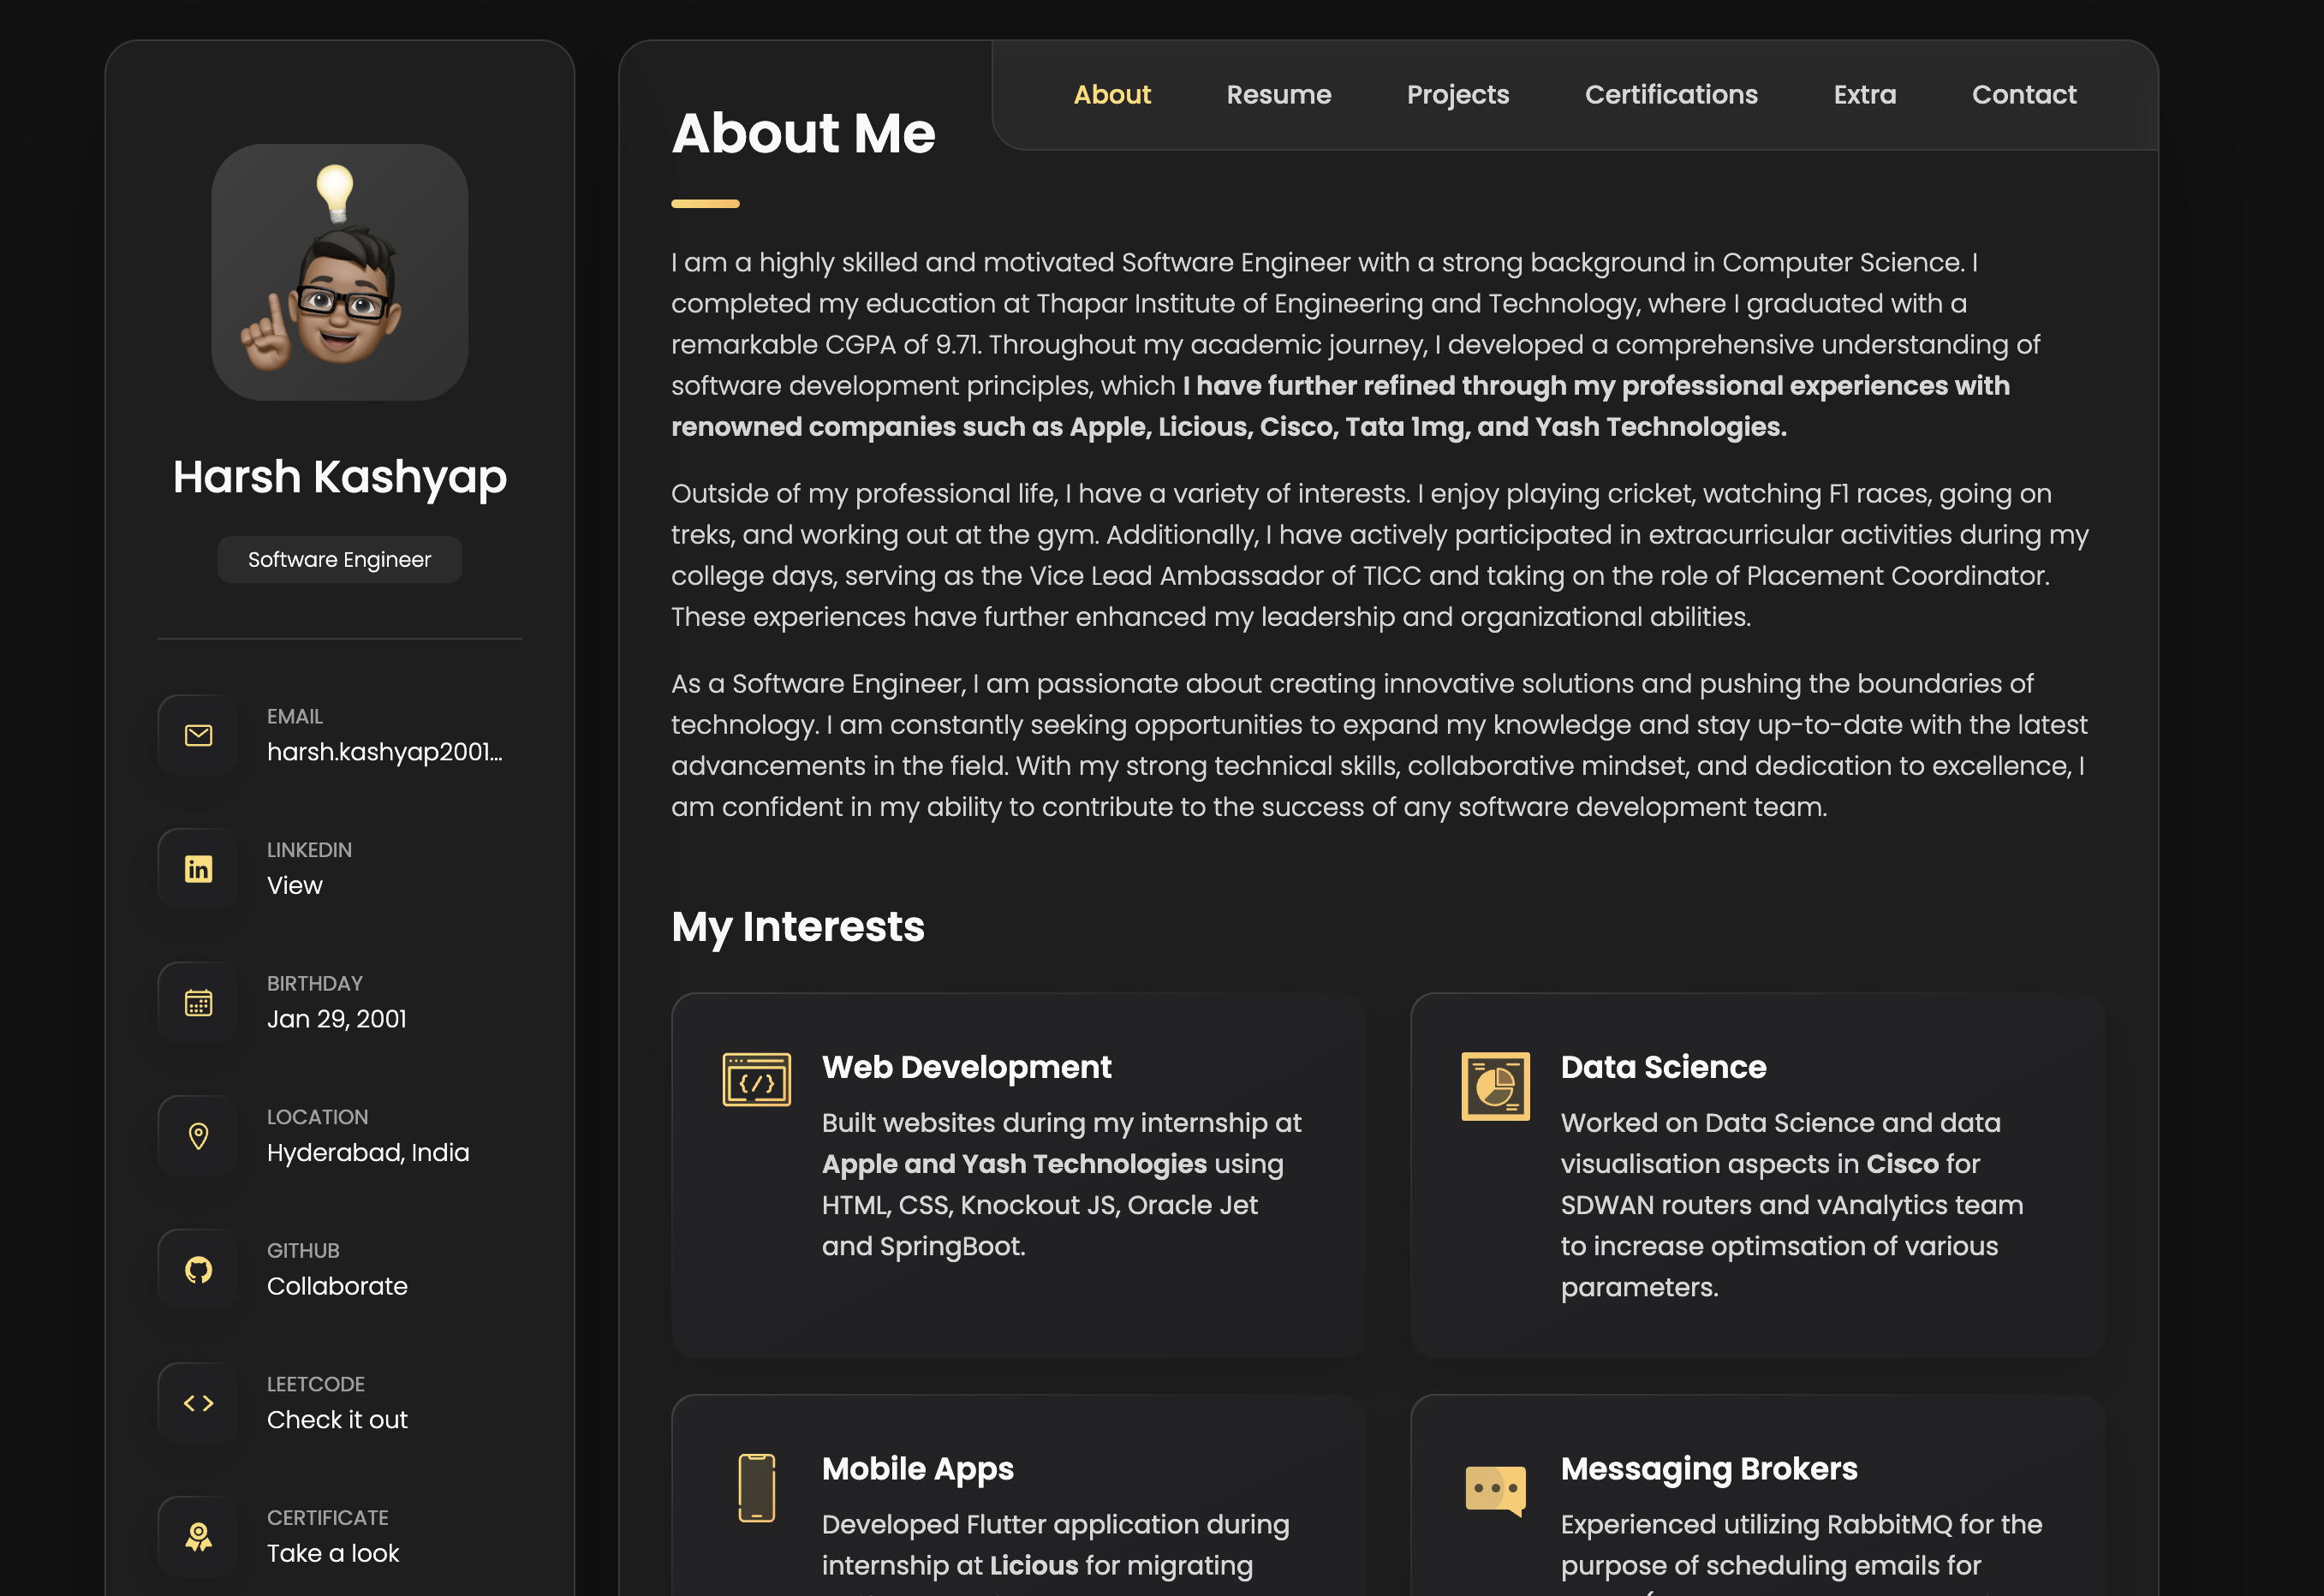 Harsh Kashyap
Software Engineer
EMAIL
harsh.kashyap2001...
LINKEDIN
View
BIRTHDAY
Jan 29, 2001
LOCATION
Hyderabad, India
GITHUB
Collaborate
LEETCODE
Check it out
CERTIFICATE
Take a look
About Resume Projects Certifications Extra Contact
About Me
I am a highly skilled and motivated Software Engineer with a strong background in Computer Science. I
completed my education at Thapar Institute of Engineering and Technology, where I graduated with a
remarkable CGPA of 9.71. Throughout my academic journey, I developed a comprehensive understanding of
software development principles, which I have further refined through my professional experiences with
renowned companies such as Apple, Licious, Cisco, Tata 1mg, and Yash Technologies.
Outside of my professional life, I have a variety of interests. I enjoy playing cricket, watching F1 races, going on
treks, and working out at the gym. Additionally, I have actively participated in extracurricular activities during my
college days, serving as the Vice Lead Ambassador of TICC and taking on the role of Placement Coordinator.
These experiences have further enhanced my leadership and organizational abilities.
As a Software Engineer, I am passionate about creating innovative solutions and pushing the boundaries of
technology. I am constantly seeking opportunities to expand my knowledge and stay up-to-date with the latest
advancements in the field. With my strong technical skills, collaborative mindset, and dedication to excellence, I
am confident in my ability to contribute to the success of any software development team.
My Interests
Web Development
Built websites during my internship at
Apple and Yash Technologies using
HTML, CSS, Knockout JS, Oracle Jet
and SpringBoot.
Data Science
Worked on Data Science and data
visualisation aspects in Cisco for
SDWAN routers and vAnalytics team
to increase optimsation of various
parameters.
Mobile Apps
Developed Flutter application during
internship at Licious for migrating
Messaging Brokers
Experienced utilizing RabbitMQ for the
purpose of scheduling emails for